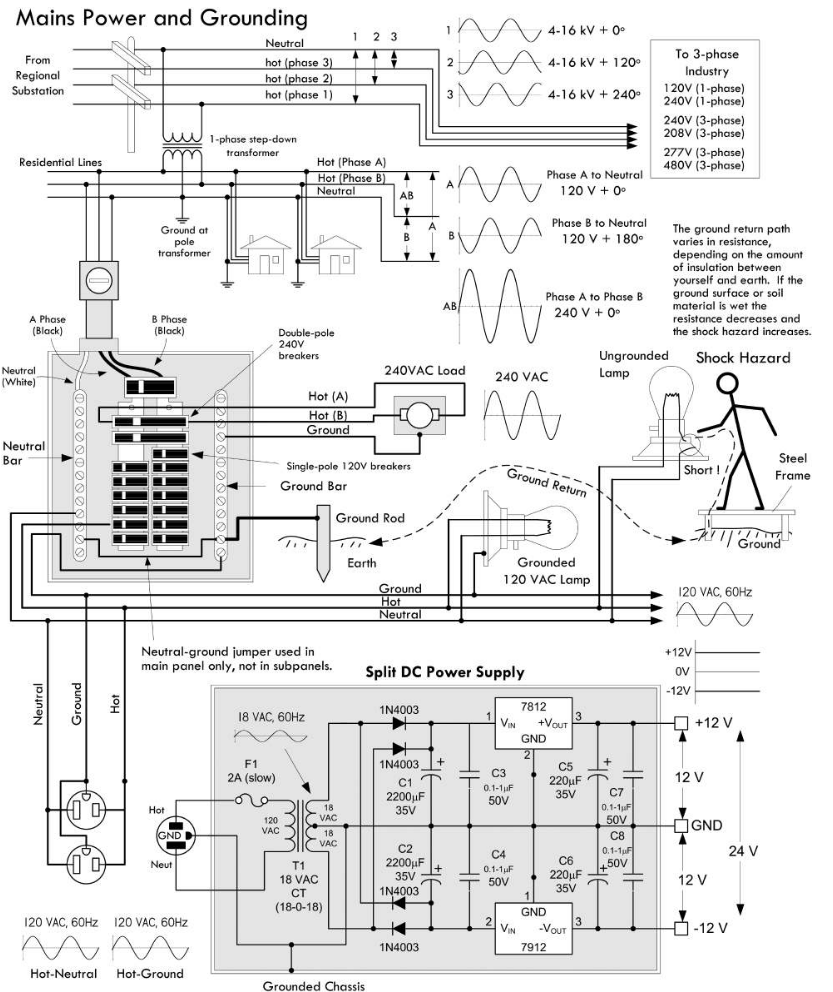 Mains Power and Grounding
From
Regional
Substation
Neutral
hot (phase 3)
hot (phase 2)
hot (phase 1)
1 2 3
1
4-16 kV + 0°
2
4-16 kV + 120°
3
4-16 kV + 240°
To 3-phase
Industry
120V (1-phase)
240V (1-phase)
240V (3-phase)
208V (3-phase)
277V (3-phase)
480V (3-phase)
1-phase step-down
transformer
Residential Lines
Hot (Phase A)
Hot (Phase B)
Neutral
AB
B
A
Ground at
pole
transformer
A
Phase A to Neutral
120 V + 0°
B
Phase B to Neutral
120 V + 180°
AB
Phase A to Phase B
240 V + 0°
The ground return path
varies in resistance,
depending on the amount
of insulation between
yourself and earth. If the
ground surface or soil
material is wet the
resistance decreases and
the shock hazard increases.
A Phase
(Black)
B Phase
(Black)
Double-pole
240V
breakers
Neutral
(White)
Neutral
Bar
Hot (A)
Hot (B)
Ground
240VAC Load
240 VAC
Single-pole 120V breakers
Ground Bar
Ground Rod
Earth
Ground Return
Grounded
120 VAC Lamp
Ungrounded
Lamp
Shock Hazard
Short !
Steel
Frame
Ground
Ground
Hot
Neutral
120 VAC, 60Hz
Neutral-ground jumper used in
main panel only, not in subpanels.
Neutral
Ground
Hot
120 VAC, 60Hz
Hot-Neutral
120 VAC, 60Hz
Hot-Ground
+12V
0V
-12V
Split DC Power Supply
18 VAC, 60Hz
F1
2A (slow)
Hot
GND
Neut
120
VAC
18
VAC
18
VAC
T1
18 VAC
CT
(18-0-18)
1N4003
1N4003
C1
2200µF
35V
+
C3
0.1-1µF
50V
7812
1
VIN
+VOUT
3
GND
2
C5
220µF
35V
+
C7
0.1-1µF
50V
C2
2200µF
35V
+
1N4003
1N4003
C4
0.1-1µF
50V
1
GND
2
VIN
-VOUT
3
7912
C6
220µF
35V
+
C8
0.1-1µF
50V
+12 V
12 V
GND
24 V
12 V
-12 V
Grounded Chassis